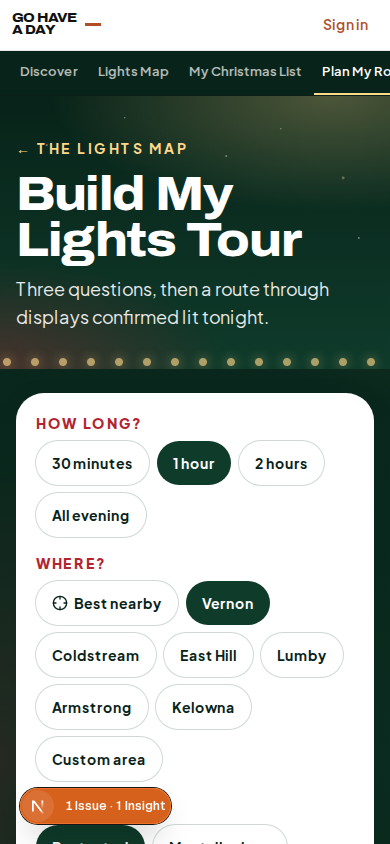 GO HAVE
A DAY
Sign in
Discover
Lights Map
My Christmas List
Plan My Ro
← THE LIGHTS MAP
Build My
Lights Tour
Three questions, then a route through
displays confirmed lit tonight.
HOW LONG?
30 minutes
1 hour
2 hours
All evening
WHERE?
Best nearby
Vernon
Coldstream
East Hill
Lumby
Armstrong
Kelowna
Custom area
N
1 Issue · 1 Insight